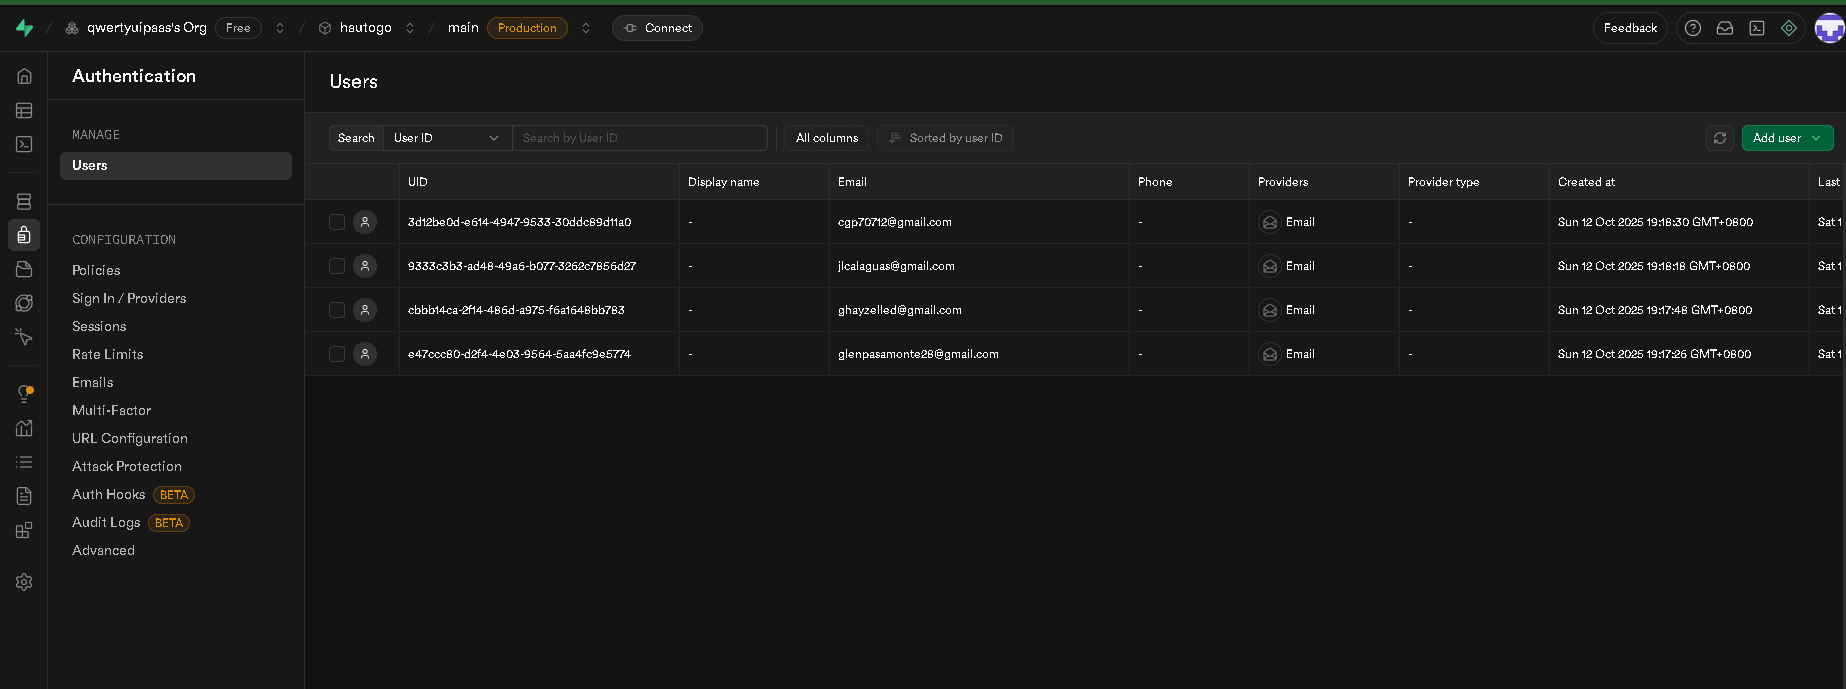 qwertyuipaas's Org Free hautogo main Production Connect Feedback
Authentication
Users
MANAGE
Users
CONFIGURATION
Policies
Sign In / Providers
Sessions
Rate Limits
Emails
Multi-Factor
URL Configuration
Attack Protection
Auth Hooks BETA
Audit Logs BETA
Advanced
Search User ID Search by User ID All columns Sorted by user ID Add user
UID Display name Email Phone Providers Provider type Created at Last
3d12be0d-e614-4947-9533-30ddc89d11a0 - cgp70712@gmail.com - Email - Sun 12 Oct 2025 19:18:30 GMT+0800 Sat 1
9333c3b3-ad48-49a6-b077-3262c7856d27 - jlcalaguas@gmail.com - Email - Sun 12 Oct 2025 19:18:18 GMT+0800 Sat 1
cbbb14ca-2f14-486d-a975-f6a1648bb783 - ghayzelled@gmail.com - Email - Sun 12 Oct 2025 19:17:48 GMT+0800 Sat 1
e47ccc80-d2f4-4e03-9564-5aa4fc9e5774 - glenpasamonte28@gmail.com - Email - Sun 12 Oct 2025 19:17:26 GMT+0800 Sat 1